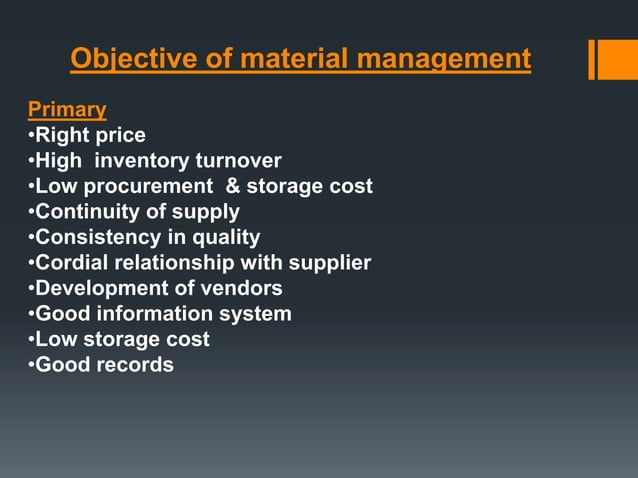 Objective of material management
Primary
•Right price
•High inventory turnover
•Low procurement & storage cost
•Continuity of supply
•Consistency in quality
•Cordial relationship with supplier
•Development of vendors
•Good information system
•Low storage cost
•Good records